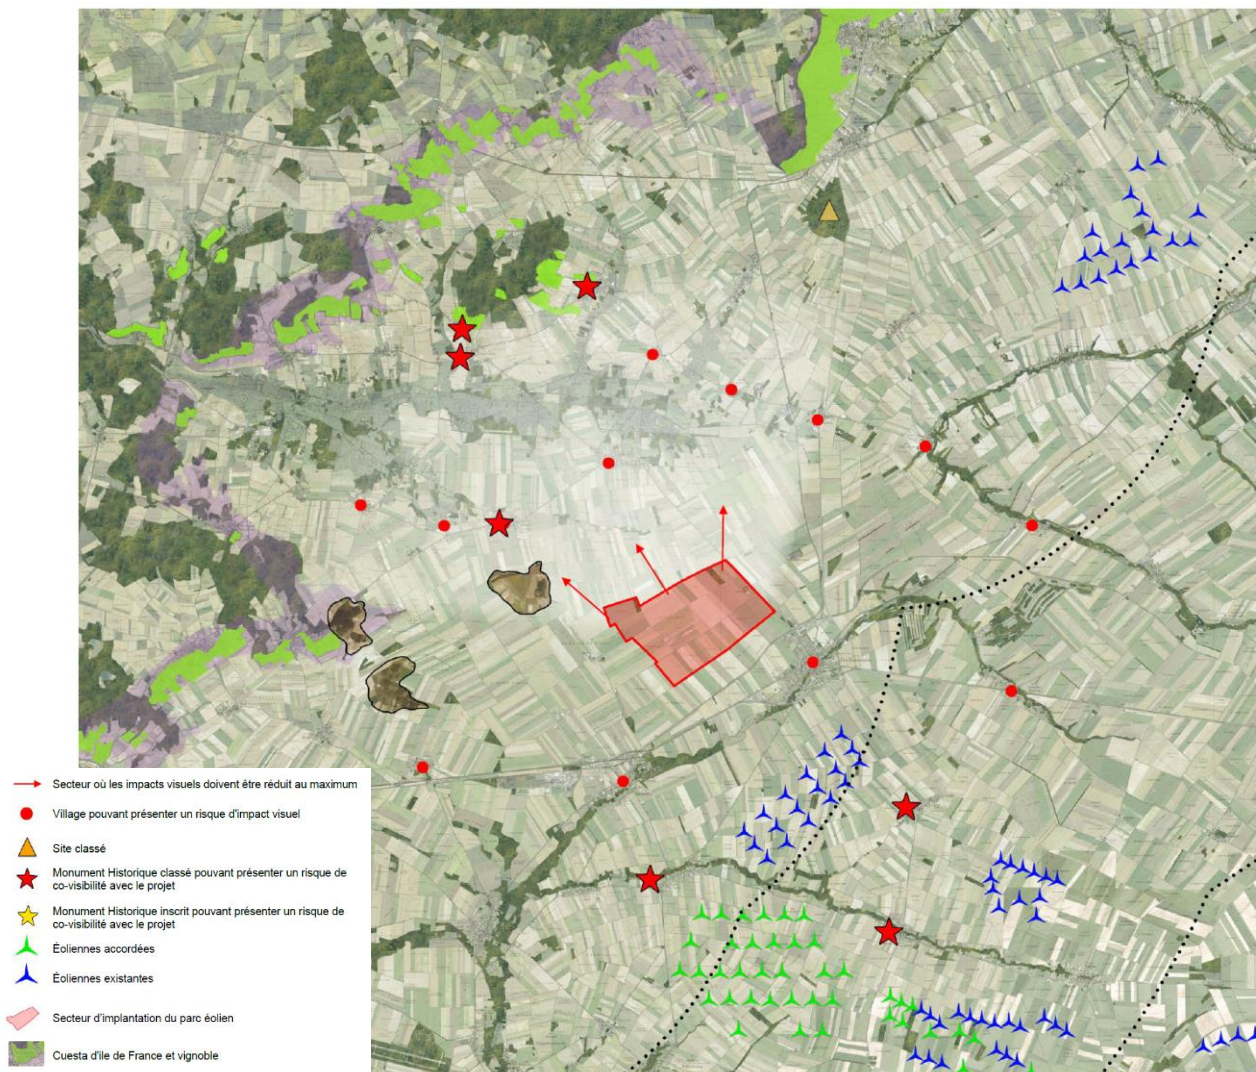 Secteur où les impacts visuels doivent être réduit au maximum
Village pouvant présenter un risque d'impact visuel
Site classé
Monument Historique classé pouvant présenter un risque de
co-visibilité avec le projet
Monument Historique inscrit pouvant présenter un risque de
co-visibilité avec le projet
Éoliennes accordées
Éoliennes existantes
Secteur d'implantation du parc éolien
Cuesta d'ile de France et vignoble